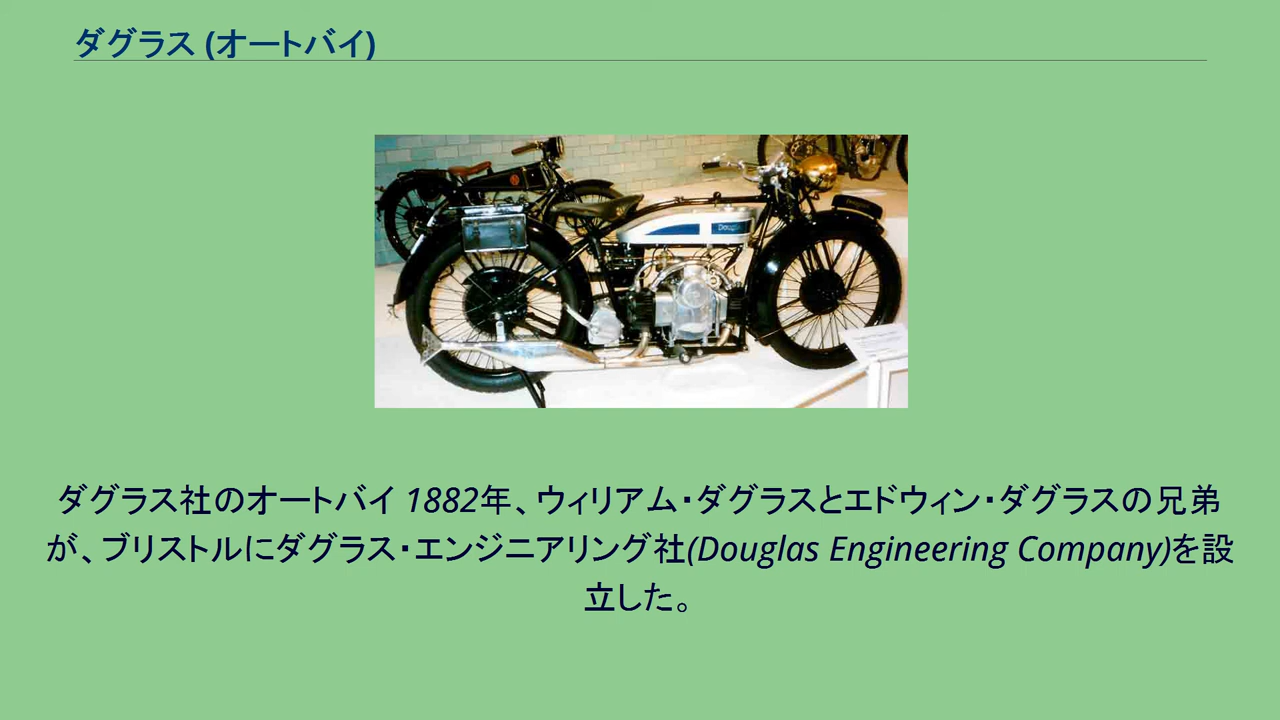 ダグラス (オートバイ)
Douglas
Douglas
ダグラス社のオートバイ 1882年、ウィリアム・ダグラスとエドウィン・ダグラスの兄弟
が、ブリストルにダグラス・エンジニアリング社(Douglas Engineering Company)を設
立した。